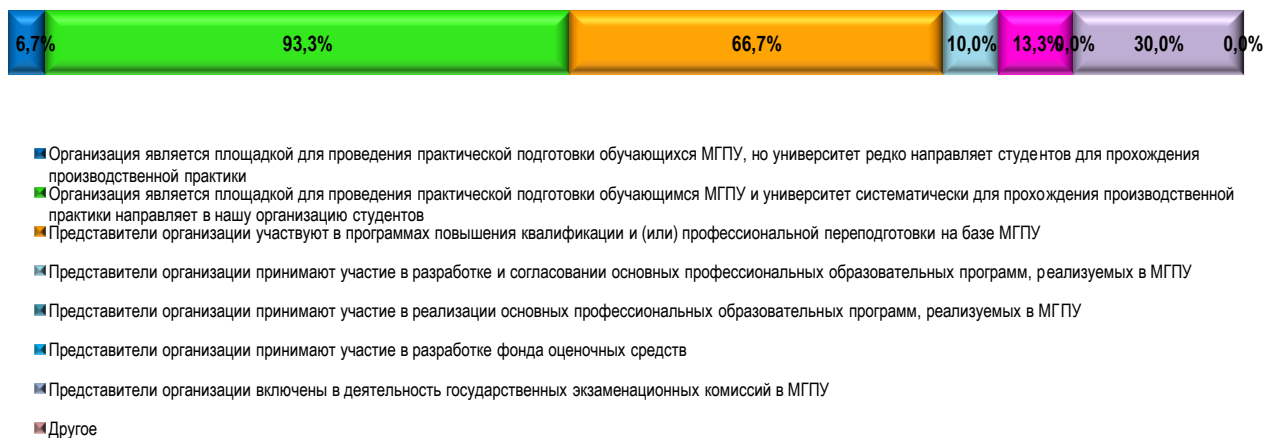 6,7% 93,3% 66,7% 10,0% 13,3% 0,0% 30,0% 0,0%
Организация является площадкой для проведения практической подготовки обучающихся МГПУ, но университет редко направляет студентов для прохождения
производственной практики
Организация является площадкой для проведения практической подготовки обучающимся МГПУ и университет систематически для прохождения производственной
практики направляет в нашу организацию студентов
Представители организации участвуют в программах повышения квалификации и (или) профессиональной переподготовки на базе МГПУ
Представители организации принимают участие в разработке и согласовании основных профессиональных образовательных программ, реализуемых в МГПУ
Представители организации принимают участие в реализации основных профессиональных образовательных программ, реализуемых в МГПУ
Представители организации принимают участие в разработке фонда оценочных средств
Представители организации включены в деятельность государственных экзаменационных комиссий в МГПУ
Другое